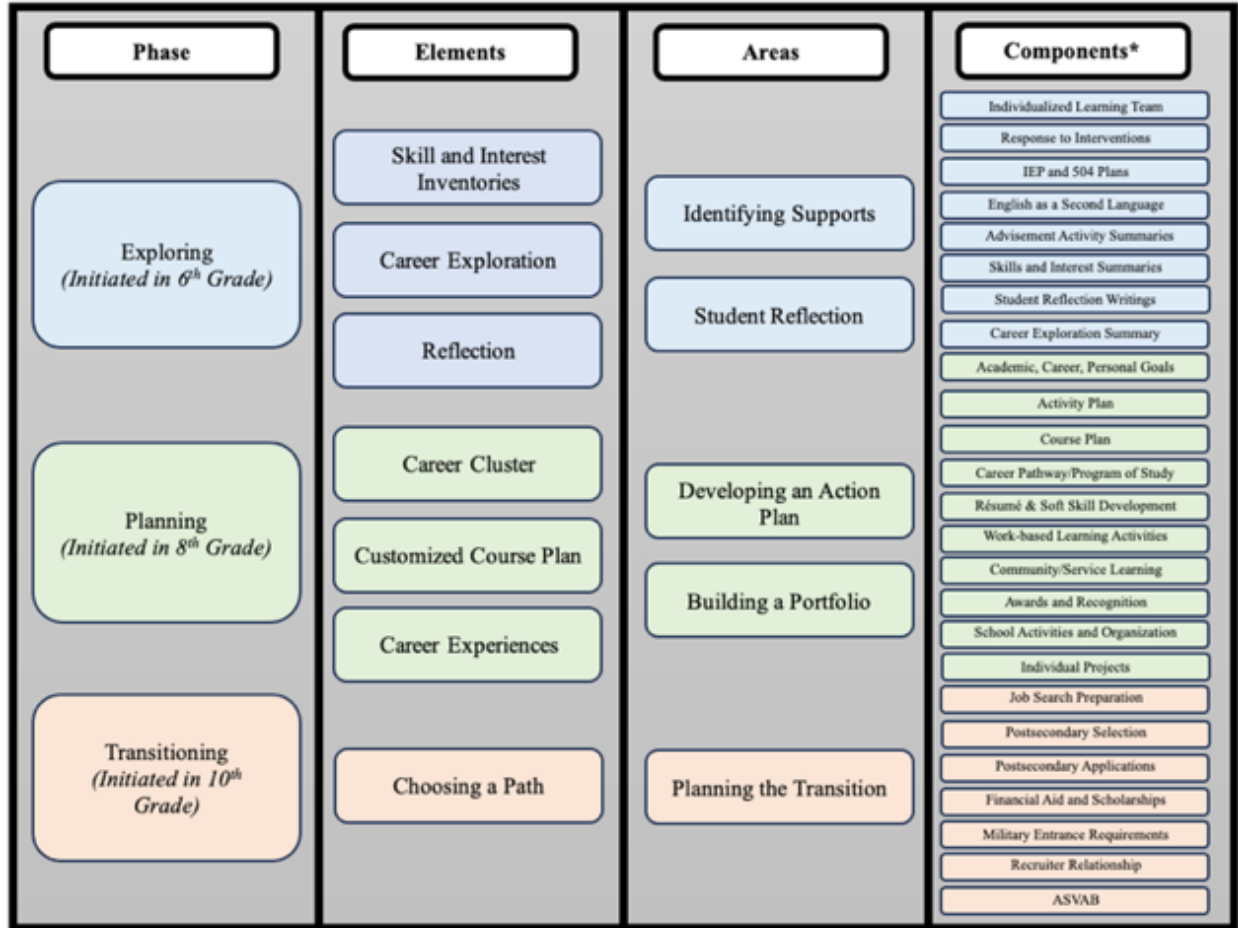 Phase
Exploring
(Initiated in 6th Grade)
Planning
(Initiated in 8th Grade)
Transitioning
(Initiated in 10th
Grade)
Elements
Skill and Interest
Inventories
Career Exploration
Reflection
Career Cluster
Customized Course Plan
Career Experiences
Choosing a Path
Areas
Identifying Supports
Student Reflection
Developing an Action
Plan
Building a Portfolio
Planning the Transition
Components*
Individualized Learning Team
Response to Interventions
IEP and 504 Plans
English as a Second Language
Advisement Activity Summaries
Skills and Interest Summaries
Student Reflection Writings
Career Exploration Summary
Academic, Career, Personal Goals
Activity Plan
Course Plan
Career Pathway/Program of Study
Résumé & Soft Skill Development
Work-based Learning Activities
Community/Service Learning
Awards and Recognition
School Activities and Organization
Individual Projects
Job Search Preparation
Postsecondary Selection
Postsecondary Applications
Financial Aid and Scholarships
Military Entrance Requirements
Recruiter Relationship
ASVAB